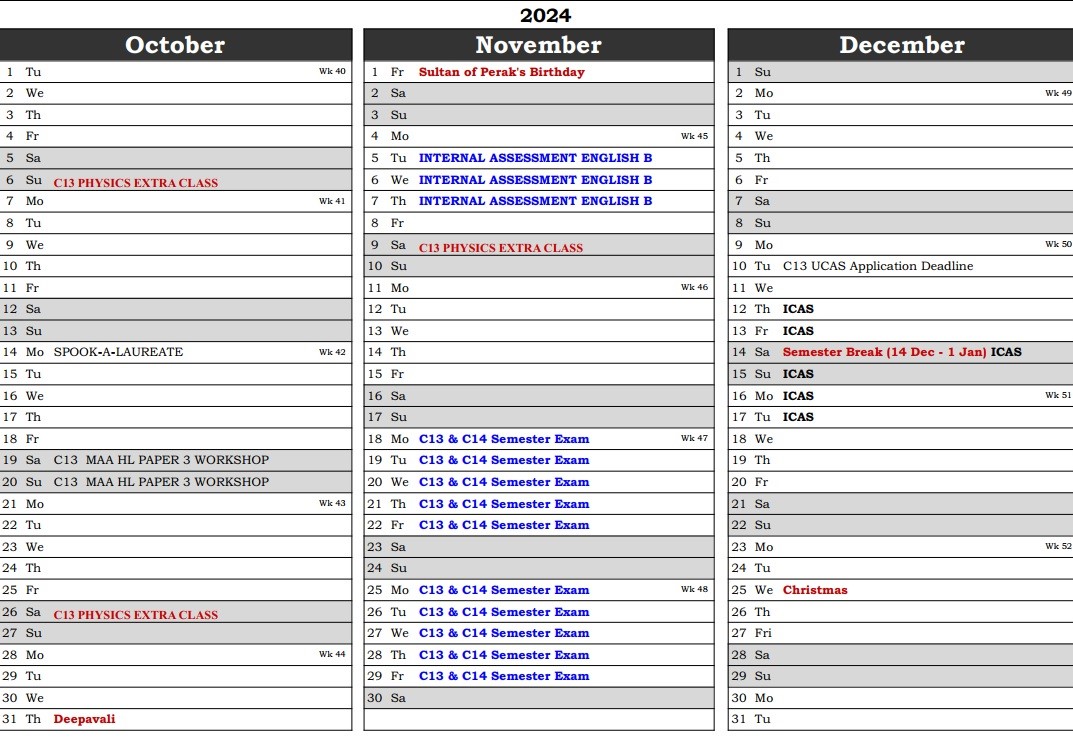 2024
October
1 Tu Wk 40
2 We
3 Th
4 Fr
5 Sa
6 Su C13 PHYSICS EXTRA CLASS
7 Mo Wk 41
8 Tu
9 We
10 Th
11 Fr
12 Sa
13 Su
14 Mo SPOOK-A-LAUREATE Wk 42
15 Tu
16 We
17 Th
18 Fr
19 Sa C13 MAA HL PAPER 3 WORKSHOP
20 Su C13 MAA HL PAPER 3 WORKSHOP
21 Mo Wk 43
22 Tu
23 We
24 Th
25 Fr
26 Sa C13 PHYSICS EXTRA CLASS
27 Su
28 Mo Wk 44
29 Tu
30 We
31 Th Deepavali
November
1 Fr Sultan of Perak's Birthday
2 Sa
3 Su
4 Mo Wk 45
5 Tu INTERNAL ASSESSMENT ENGLISH B
6 We INTERNAL ASSESSMENT ENGLISH B
7 Th INTERNAL ASSESSMENT ENGLISH B
8 Fr
9 Sa C13 PHYSICS EXTRA CLASS
10 Su
11 Mo Wk 46
12 Tu
13 We
14 Th
15 Fr
16 Sa
17 Su
18 Mo C13 & C14 Semester Exam Wk 47
19 Tu C13 & C14 Semester Exam
20 We C13 & C14 Semester Exam
21 Th C13 & C14 Semester Exam
22 Fr C13 & C14 Semester Exam
23 Sa
24 Su
25 Mo C13 & C14 Semester Exam Wk 48
26 Tu C13 & C14 Semester Exam
27 We C13 & C14 Semester Exam
28 Th C13 & C14 Semester Exam
29 Fr C13 & C14 Semester Exam
30 Sa
December
1 Su
2 Mo Wk 49
3 Tu
4 We
5 Th
6 Fr
7 Sa
8 Su
9 Mo Wk 50
10 Tu C13 UCAS Application Deadline
11 We
12 Th ICAS
13 Fr ICAS
14 Sa Semester Break (14 Dec - 1 Jan) ICAS
15 Su ICAS
16 Mo ICAS Wk 51
17 Tu ICAS
18 We
19 Th
20 Fr
21 Sa
22 Su
23 Mo Wk 52
24 Tu
25 We Christmas
26 Th
27 Fri
28 Sa
29 Su
30 Mo
31 Tu